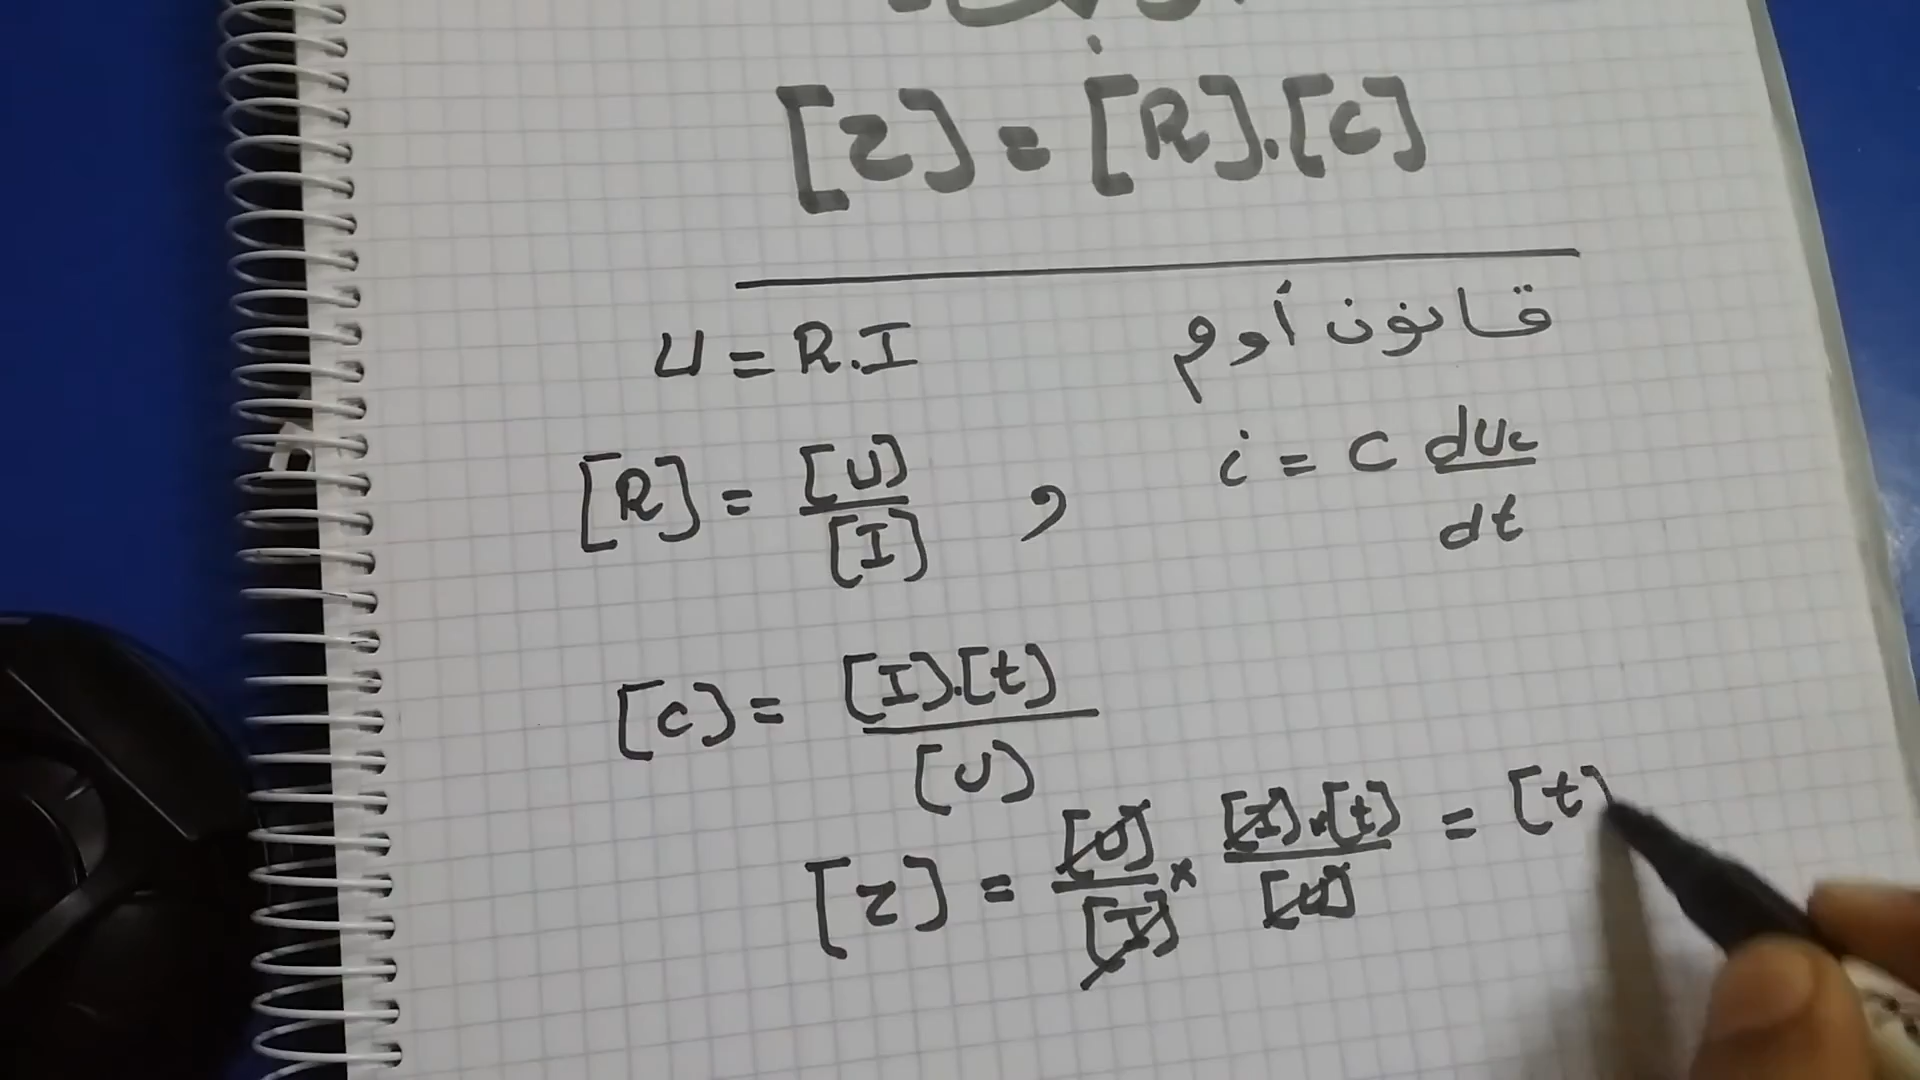 [z] = [R].[c]
U = R.I قانون أوم
[R] = [U]/[I] , i = C duc/dt
[c] = [I].[t]/[U]
[z] = [U]/[I] × [I].[t]/[U] = [t]